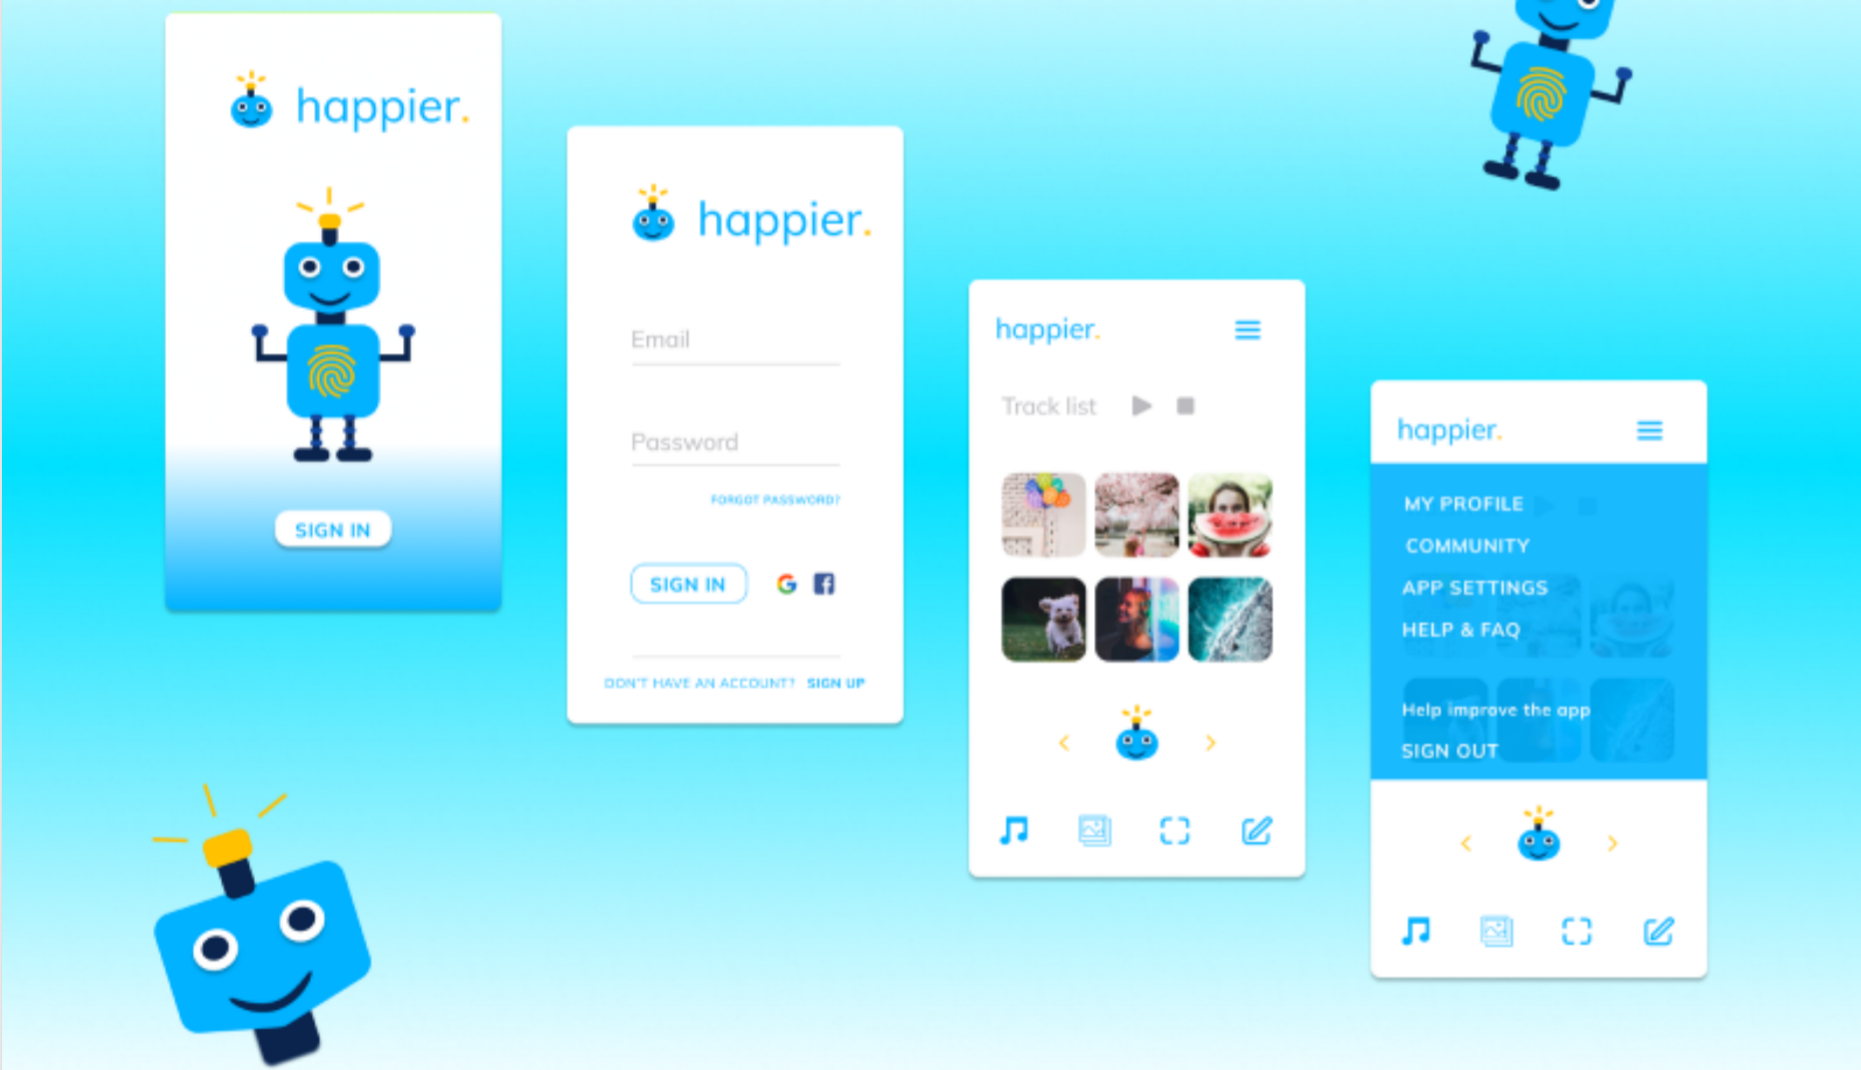 happier.
SIGN IN
happier.
Email
Password
FORGOT PASSWORD?
SIGN IN
DON'T HAVE AN ACCOUNT? SIGN UP
happier.
Track list
happier.
MY PROFILE
COMMUNITY
APP SETTINGS
HELP & FAQ
Help improve the app
SIGN OUT